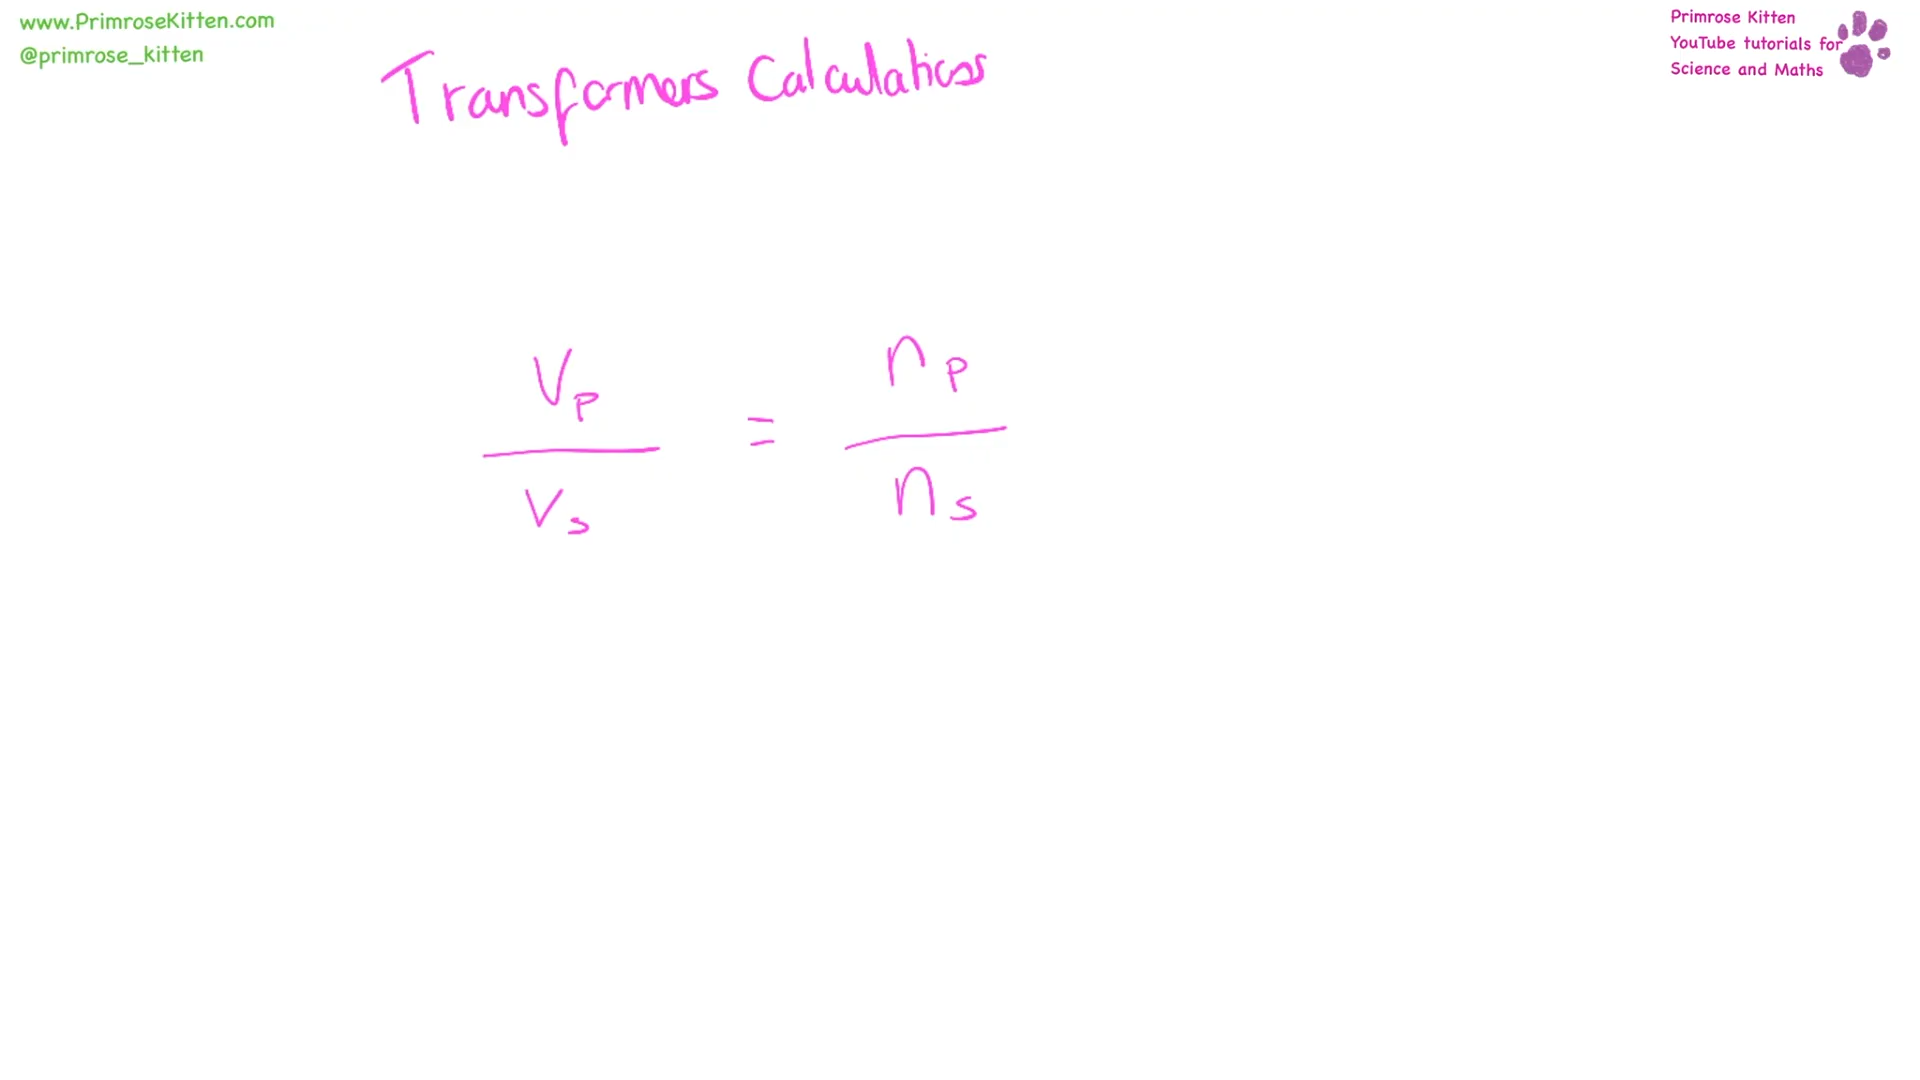 www.PrimroseKitten.com
@primrose_kitten
Primrose Kitten
YouTube tutorials for
Science and Maths
Transformers Calculations
Vp / Vs = np / ns